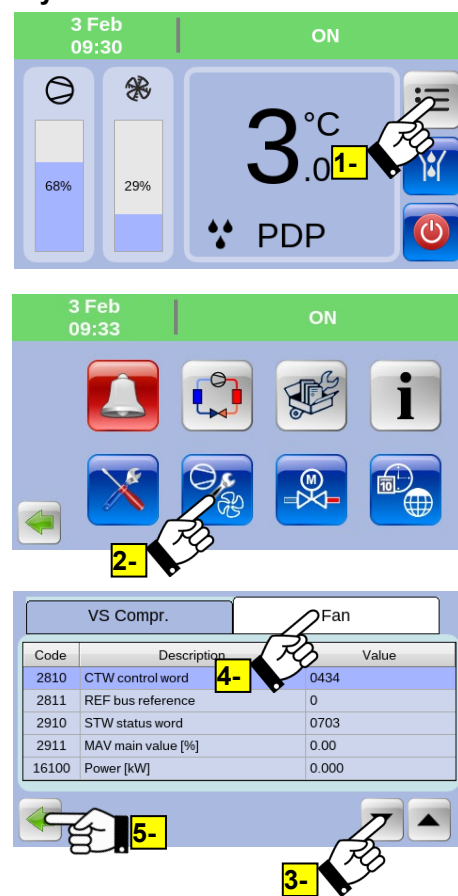 3 Feb
09:30
ON
68%
29%
3.0 °C
1-
PDP
3 Feb
09:33
ON
i
M
10
2-
VS Compr.
Fan
Code Description Value
4-
2810 CTW control word 0434
2811 REF bus reference 0
2910 STW status word 0703
2911 MAV main value [%] 0.00
16100 Power [kW] 0.000
5-
3-